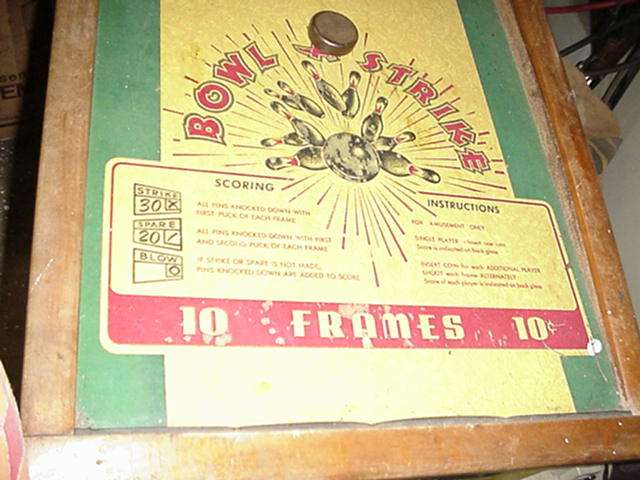 BOWL A STRIKE
SCORING
STRIKE
30 X
ALL PINS KNOCKED DOWN WITH
FIRST PUCK OF EACH FRAME
SPARE
20 /
ALL PINS KNOCKED DOWN WITH FIRST
AND SECOND PUCK OF EACH FRAME
BLOW
O
IF STRIKE OR SPARE IS NOT MADE,
PINS KNOCKED DOWN ARE ADDED TO SCORE
INSTRUCTIONS
FOR AMUSEMENT ONLY
SINGLE PLAYER - Insert one coin
Score is indicated on back glass
INSERT COIN for each ADDITIONAL PLAYER
SHOOT each frame ALTERNATELY
Score of each player is indicated on back glass
10 FRAMES 10¢